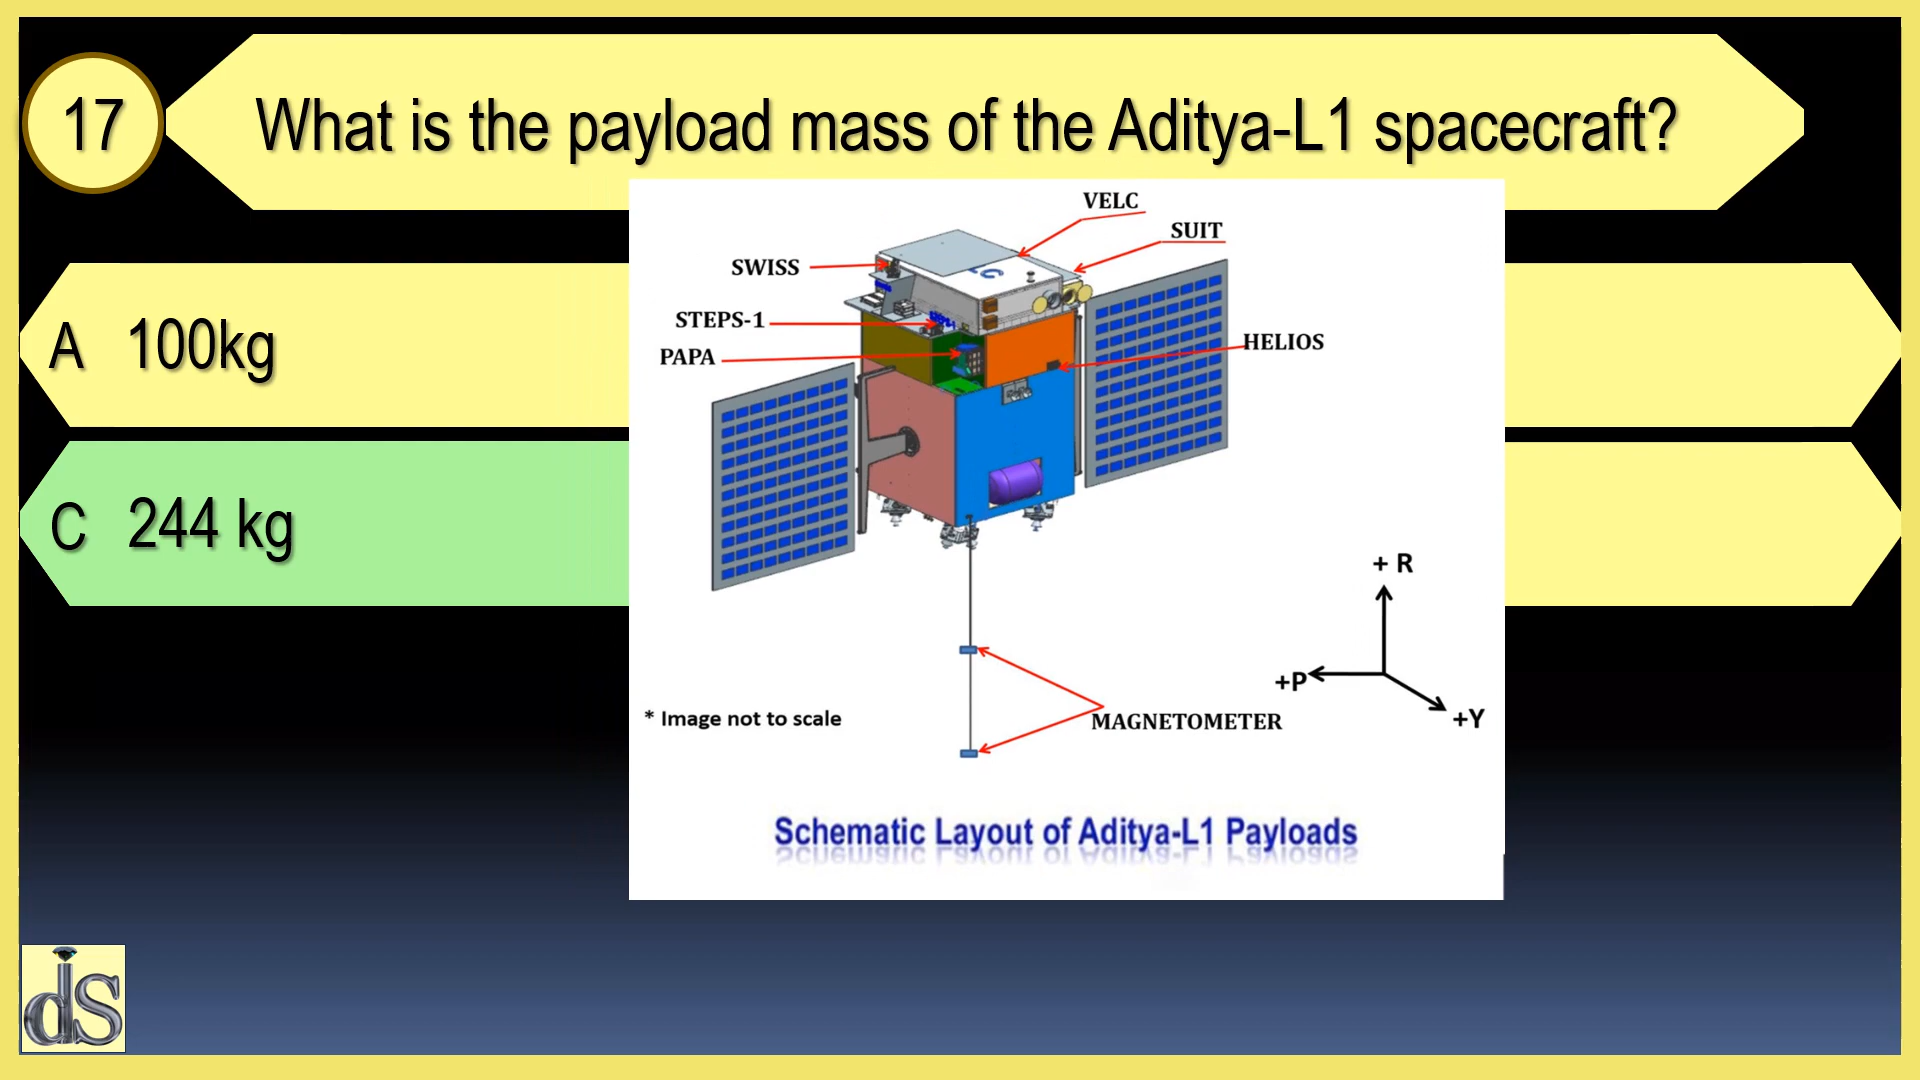 17
What is the payload mass of the Aditya-L1 spacecraft?
A 100kg
C 244 kg
VELC
SUIT
SWISS
STEPS-1
PAPA
HELIOS
LC
+ R
+P
+Y
* Image not to scale
MAGNETOMETER
Schematic Layout of Aditya-L1 Payloads
ds